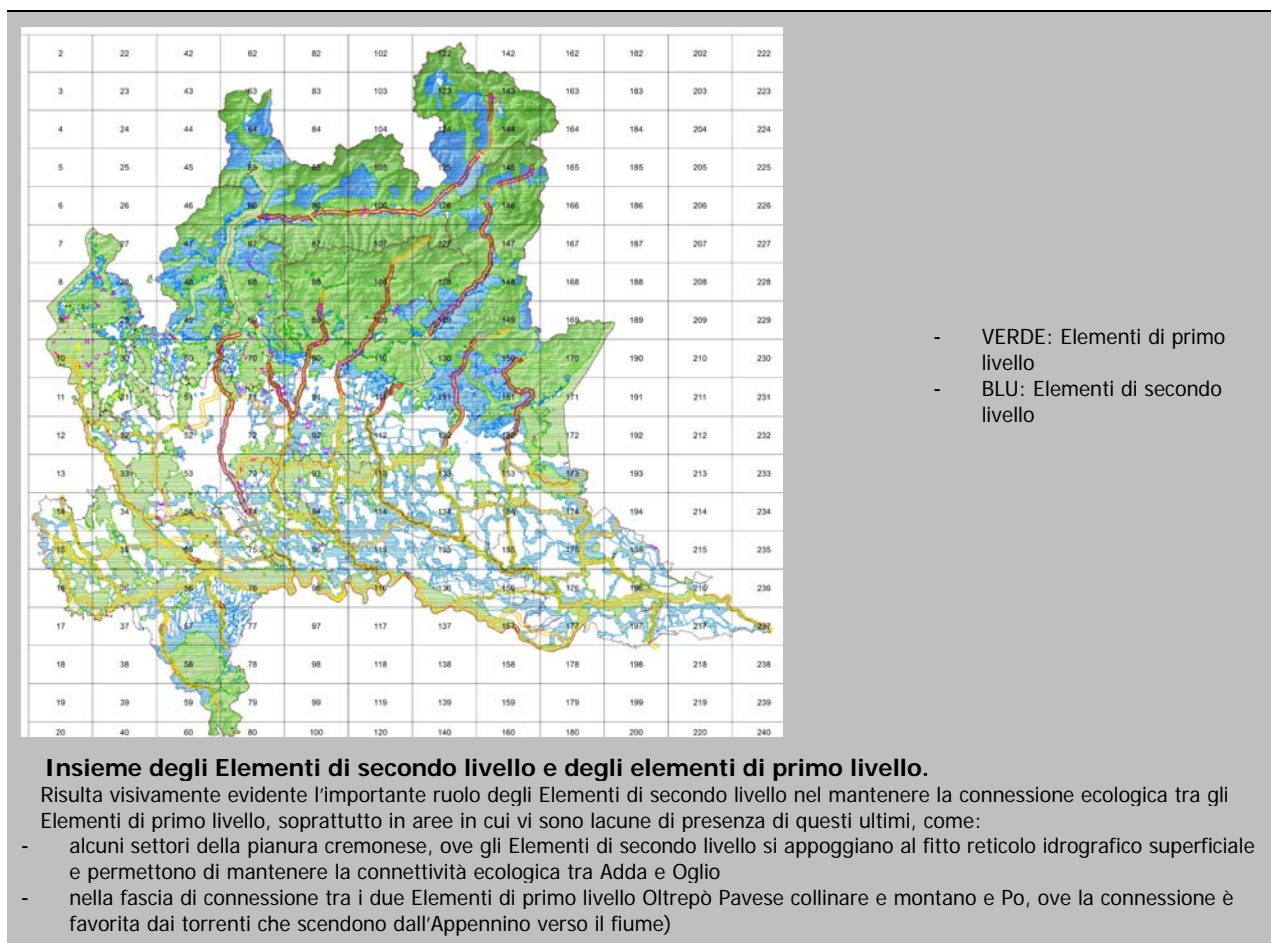 2 22 42 62 82 102 122 142 162 182 202 222
3 23 43 63 83 103 123 143 163 183 203 223
4 24 44 64 84 104 124 144 164 184 204 224
5 25 45 65 85 105 125 145 165 185 205 225
6 26 46 66 86 106 126 146 166 186 206 226
7 27 47 67 87 107 127 147 167 187 207 227
8 28 48 68 88 108 128 148 168 188 208 228
9 29 49 69 89 109 129 149 169 189 209 229
10 30 50 70 90 110 130 150 170 190 210 230
11 31 51 71 91 111 131 151 171 191 211 231
12 32 52 72 92 112 132 152 172 192 212 232
13 33 53 73 93 113 133 153 173 193 213 233
14 34 54 74 94 114 134 154 174 194 214 234
15 35 55 75 95 115 135 155 175 195 215 235
16 36 56 76 96 116 136 156 176 196 216 236
17 37 57 77 97 117 137 157 177 197 217 237
18 38 58 78 98 118 138 158 178 198 218 238
19 39 59 79 99 119 139 159 179 199 219 239
20 40 60 80 100 120 140 160 180 200 220 240
- VERDE: Elementi di primo
livello
- BLU: Elementi di secondo
livello
Insieme degli Elementi di secondo livello e degli elementi di primo livello.
Risulta visivamente evidente l'importante ruolo degli Elementi di secondo livello nel mantenere la connessione ecologica tra gli
Elementi di primo livello, soprattutto in aree in cui vi sono lacune di presenza di questi ultimi, come:
- alcuni settori della pianura cremonese, ove gli Elementi di secondo livello si appoggiano al fitto reticolo idrografico superficiale
e permettono di mantenere la connettività ecologica tra Adda e Oglio
- nella fascia di connessione tra i due Elementi di primo livello Oltrepò Pavese collinare e montano e Po, ove la connessione è
favorita dai torrenti che scendono dall'Appennino verso il fiume)